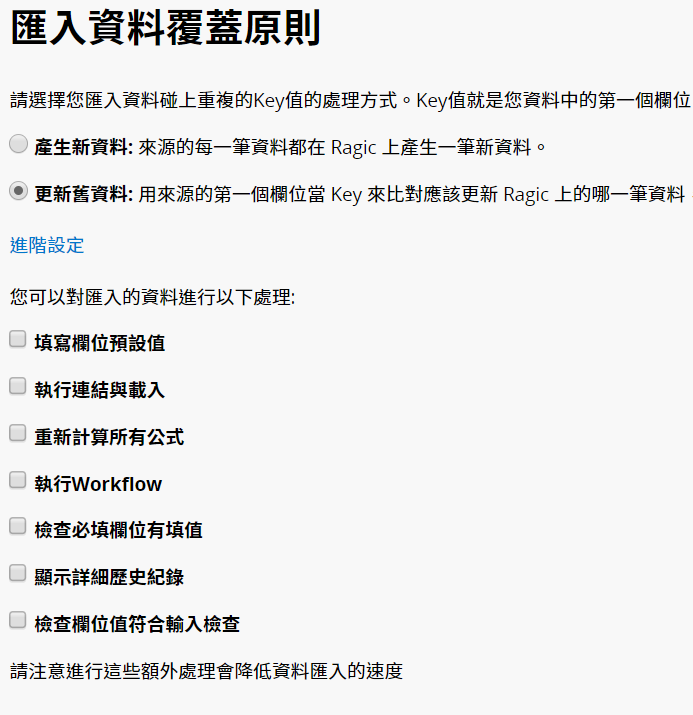 匯入資料覆蓋原則
請選擇您匯入資料碰上重複的Key值的處理方式。Key值就是您資料中的第一個欄位
產生新資料: 來源的每一筆資料都在 Ragic 上產生一筆新資料。
更新舊資料: 用來源的第一個欄位當 Key 來比對應該更新 Ragic 上的哪一筆資料
進階設定
您可以對匯入的資料進行以下處理:
填寫欄位預設值
執行連結與載入
重新計算所有公式
執行Workflow
檢查必填欄位有填值
顯示詳細歷史紀錄
檢查欄位值符合輸入檢查
請注意進行這些額外處理會降低資料匯入的速度